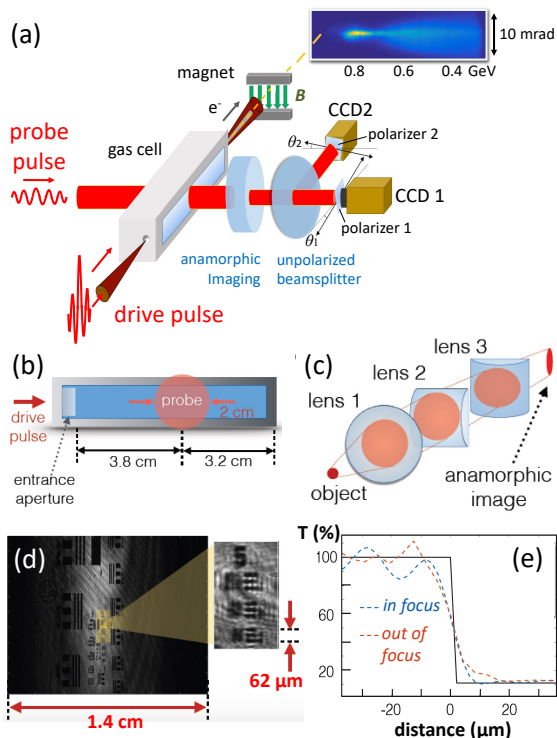 (a)
10 mrad
0.8 0.6 0.4 GeV
magnet
B
e-
CCD2
polarizer 2
θ2
gas cell
probe
pulse
CCD 1
θ1
polarizer 1
anamorphic
Imaging
unpolarized
beamsplitter
drive pulse
(b)
probe
2 cm
drive
pulse
3.8 cm
3.2 cm
entrance
aperture
(c)
lens 3
lens 2
lens 1
object
anamorphic
image
(d)
5
62 μm
1.4 cm
T (%)
(e)
100
80
60
40
20
in focus
out of
focus
-20 0 20
distance (μm)